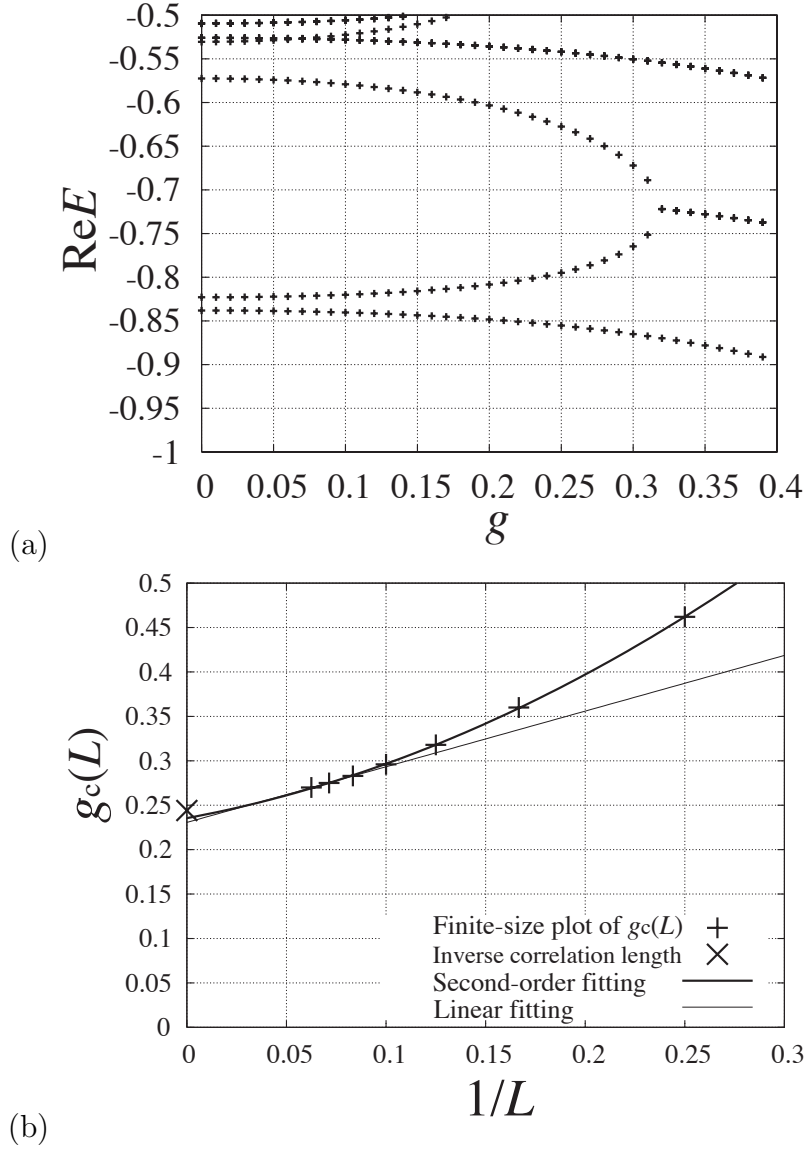 -0.5
-0.55
-0.6
-0.65
-0.7
-0.75
-0.8
-0.85
-0.9
-0.95
-1
ReE
0 0.05 0.1 0.15 0.2 0.25 0.3 0.35 0.4
g
(a)
0.5
0.45
0.4
0.35
0.3
0.25
0.2
0.15
0.1
0.05
0
gc(L)
Finite-size plot of gc(L)
Inverse correlation length
Second-order fitting
Linear fitting
0 0.05 0.1 0.15 0.2 0.25 0.3
1/L
(b)